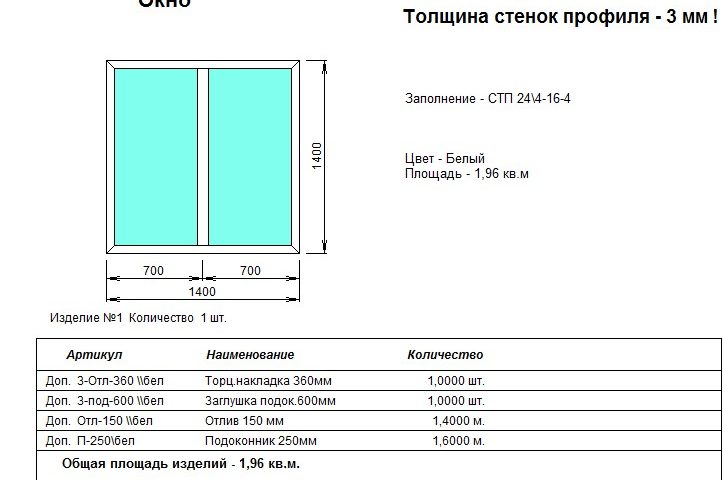 Окно
Толщина стенок профиля - 3 мм !
Заполнение - СТП 24\4-16-4
Цвет - Белый
Площадь - 1,96 кв.м
1400
700 700
1400
Изделие №1 Количество 1 шт.
Артикул Наименование Количество
Доп. З-Отл-360 \\бел Торц.накладка 360мм 1,0000 шт.
Доп. З-под-600 \\бел Заглушка подок.600мм 1,0000 шт.
Доп. Отл-150 \\бел Отлив 150 мм 1,4000 м.
Доп. П-250\бел Подоконник 250мм 1,6000 м.
Общая площадь изделий - 1,96 кв.м.